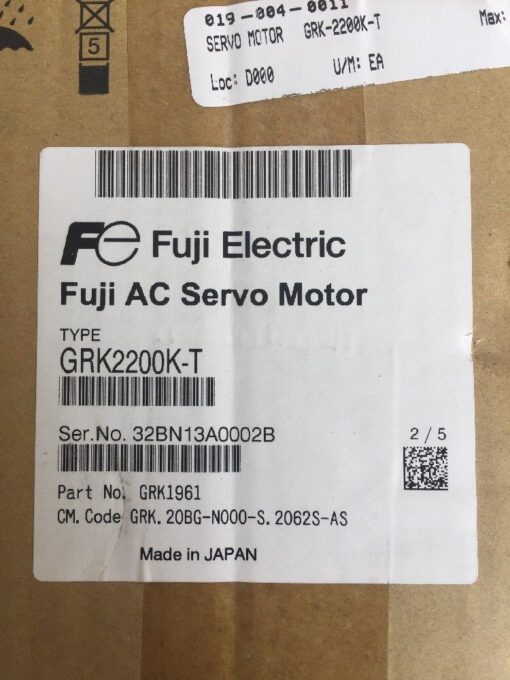 019-004-0011
Max:
SERVO MOTOR GRK-2200K-T
Loc: D000 U/M: EA
5
Fe Fuji Electric
Fuji AC Servo Motor
TYPE
GRK2200K-T
Ser.No. 32BN13A0002B
2/5
Part No. GRK1961
CM. Code GRK. 20BG-N000-S. 2062S-AS
Made in JAPAN